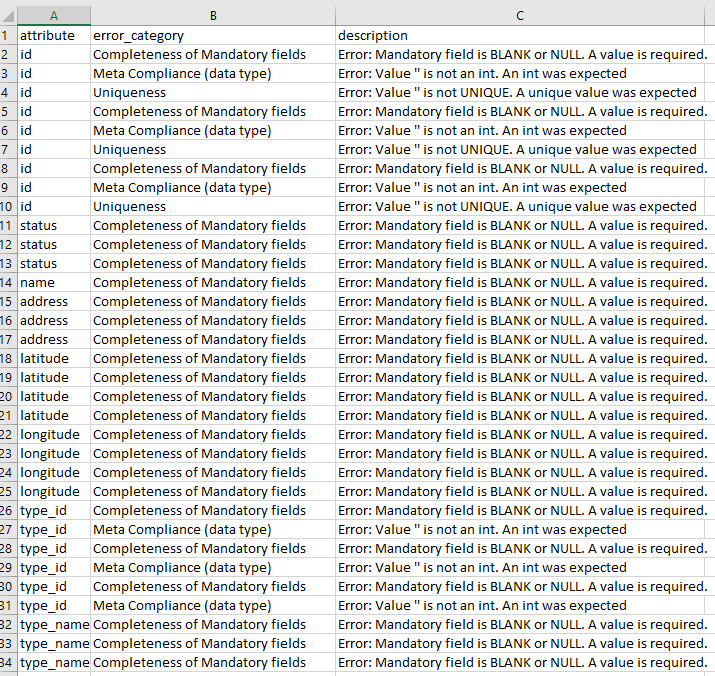 A B C
1 attribute error_category description
2 id Completeness of Mandatory fields Error: Mandatory field is BLANK or NULL. A value is required.
3 id Meta Compliance (data type) Error: Value '' is not an int. An int was expected
4 id Uniqueness Error: Value '' is not UNIQUE. A unique value was expected
5 id Completeness of Mandatory fields Error: Mandatory field is BLANK or NULL. A value is required.
6 id Meta Compliance (data type) Error: Value '' is not an int. An int was expected
7 id Uniqueness Error: Value '' is not UNIQUE. A unique value was expected
8 id Completeness of Mandatory fields Error: Mandatory field is BLANK or NULL. A value is required.
9 id Meta Compliance (data type) Error: Value '' is not an int. An int was expected
10 id Uniqueness Error: Value '' is not UNIQUE. A unique value was expected
11 status Completeness of Mandatory fields Error: Mandatory field is BLANK or NULL. A value is required.
12 status Completeness of Mandatory fields Error: Mandatory field is BLANK or NULL. A value is required.
13 status Completeness of Mandatory fields Error: Mandatory field is BLANK or NULL. A value is required.
14 name Completeness of Mandatory fields Error: Mandatory field is BLANK or NULL. A value is required.
15 address Completeness of Mandatory fields Error: Mandatory field is BLANK or NULL. A value is required.
16 address Completeness of Mandatory fields Error: Mandatory field is BLANK or NULL. A value is required.
17 address Completeness of Mandatory fields Error: Mandatory field is BLANK or NULL. A value is required.
18 latitude Completeness of Mandatory fields Error: Mandatory field is BLANK or NULL. A value is required.
19 latitude Completeness of Mandatory fields Error: Mandatory field is BLANK or NULL. A value is required.
20 latitude Completeness of Mandatory fields Error: Mandatory field is BLANK or NULL. A value is required.
21 latitude Completeness of Mandatory fields Error: Mandatory field is BLANK or NULL. A value is required.
22 longitude Completeness of Mandatory fields Error: Mandatory field is BLANK or NULL. A value is required.
23 longitude Completeness of Mandatory fields Error: Mandatory field is BLANK or NULL. A value is required.
24 longitude Completeness of Mandatory fields Error: Mandatory field is BLANK or NULL. A value is required.
25 longitude Completeness of Mandatory fields Error: Mandatory field is BLANK or NULL. A value is required.
26 type_id Completeness of Mandatory fields Error: Mandatory field is BLANK or NULL. A value is required.
27 type_id Meta Compliance (data type) Error: Value '' is not an int. An int was expected
28 type_id Completeness of Mandatory fields Error: Mandatory field is BLANK or NULL. A value is required.
29 type_id Meta Compliance (data type) Error: Value '' is not an int. An int was expected
30 type_id Completeness of Mandatory fields Error: Mandatory field is BLANK or NULL. A value is required.
31 type_id Meta Compliance (data type) Error: Value '' is not an int. An int was expected
32 type_name Completeness of Mandatory fields Error: Mandatory field is BLANK or NULL. A value is required.
33 type_name Completeness of Mandatory fields Error: Mandatory field is BLANK or NULL. A value is required.
34 type_name Completeness of Mandatory fields Error: Mandatory field is BLANK or NULL. A value is required.